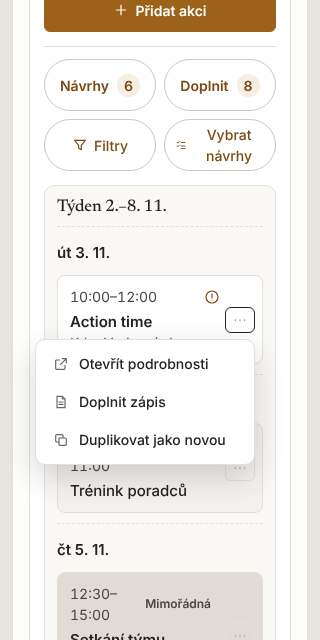 + Přidat akci
Návrhy 6
Doplnit 8
Filtry
Vybrat
návrhy
Týden 2.–8. 11.
út 3. 11.
10:00–12:00
Action time
Otevřít podrobnosti
Doplnit zápis
Duplikovat jako novou
11:00
Trénink poradců
čt 5. 11.
12:30–
15:00
Mimořádná
Setkání týmu